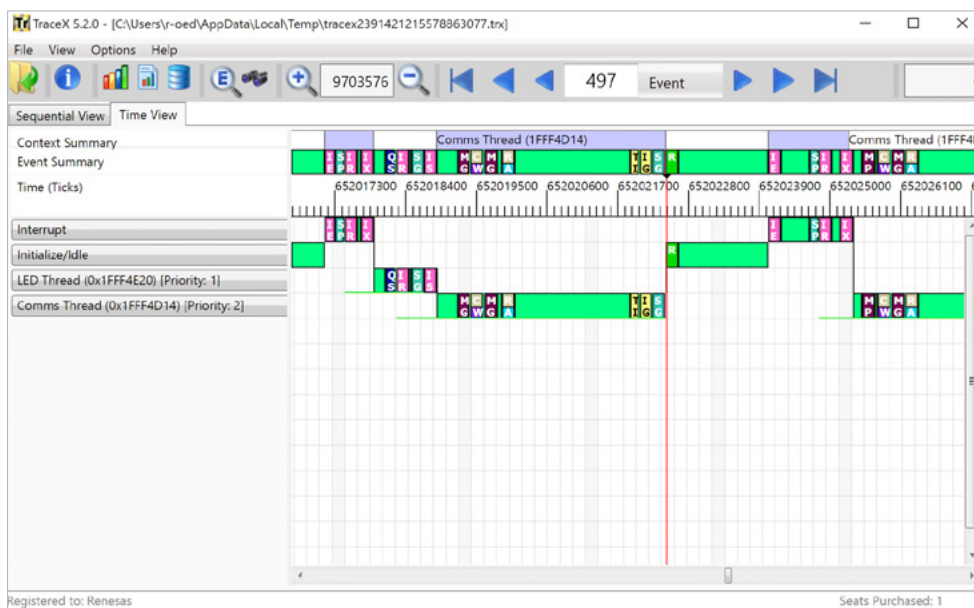 TraceX 5.2.0 - [C:\Users\r-oed\AppData\Local\Temp\tracex2391421215578863077.trx]
File View Options Help
9703576 497 Event
Sequential View Time View
Context Summary Comms Thread (1FFF4D14) Comms Thread (1FFF4
Event Summary
I S I I Q I S I M C M R T I S R I S I I M C M R
E P R X S R G S G W G A I G G E P R X P W G A
Time (Ticks) 652017300 652018400 652019500 652020600 652021700 652022800 652023900 652025000 652026100
Interrupt
I S I I I S I I
E P R X E P R X
Initialize/Idle
R
LED Thread (0x1FFF4E20) [Priority: 1]
Q I S I
S R G S
Comms Thread (0x1FFF4D14) [Priority: 2]
M C M R T I S M C M R
G W G A I G G P W G A
Registered to: Renesas Seats Purchased: 1